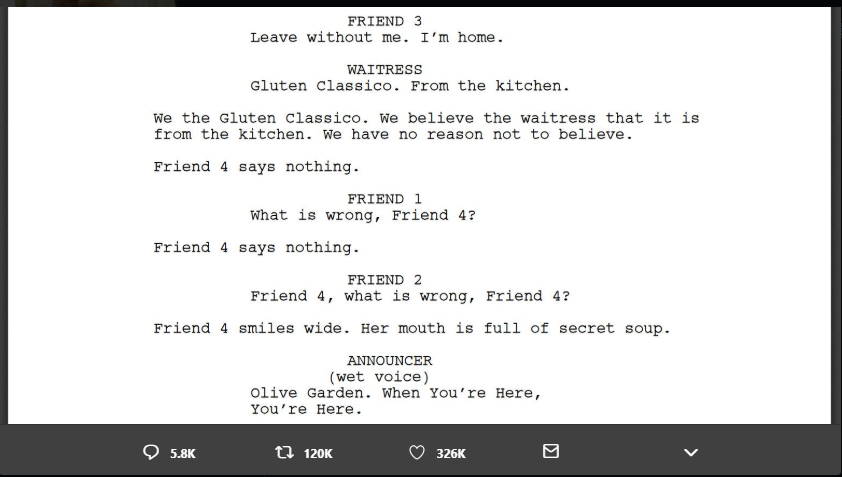 FRIEND 3
Leave without me. I'm home.
WAITRESS
Gluten Classico. From the kitchen.
We the Gluten Classico. We believe the waitress that it is
from the kitchen. We have no reason not to believe.
Friend 4 says nothing.
FRIEND 1
What is wrong, Friend 4?
Friend 4 says nothing.
FRIEND 2
Friend 4, what is wrong, Friend 4?
Friend 4 smiles wide. Her mouth is full of secret soup.
ANNOUNCER
(wet voice)
Olive Garden. When You're Here,
You're Here.
5.8K 120K 326K